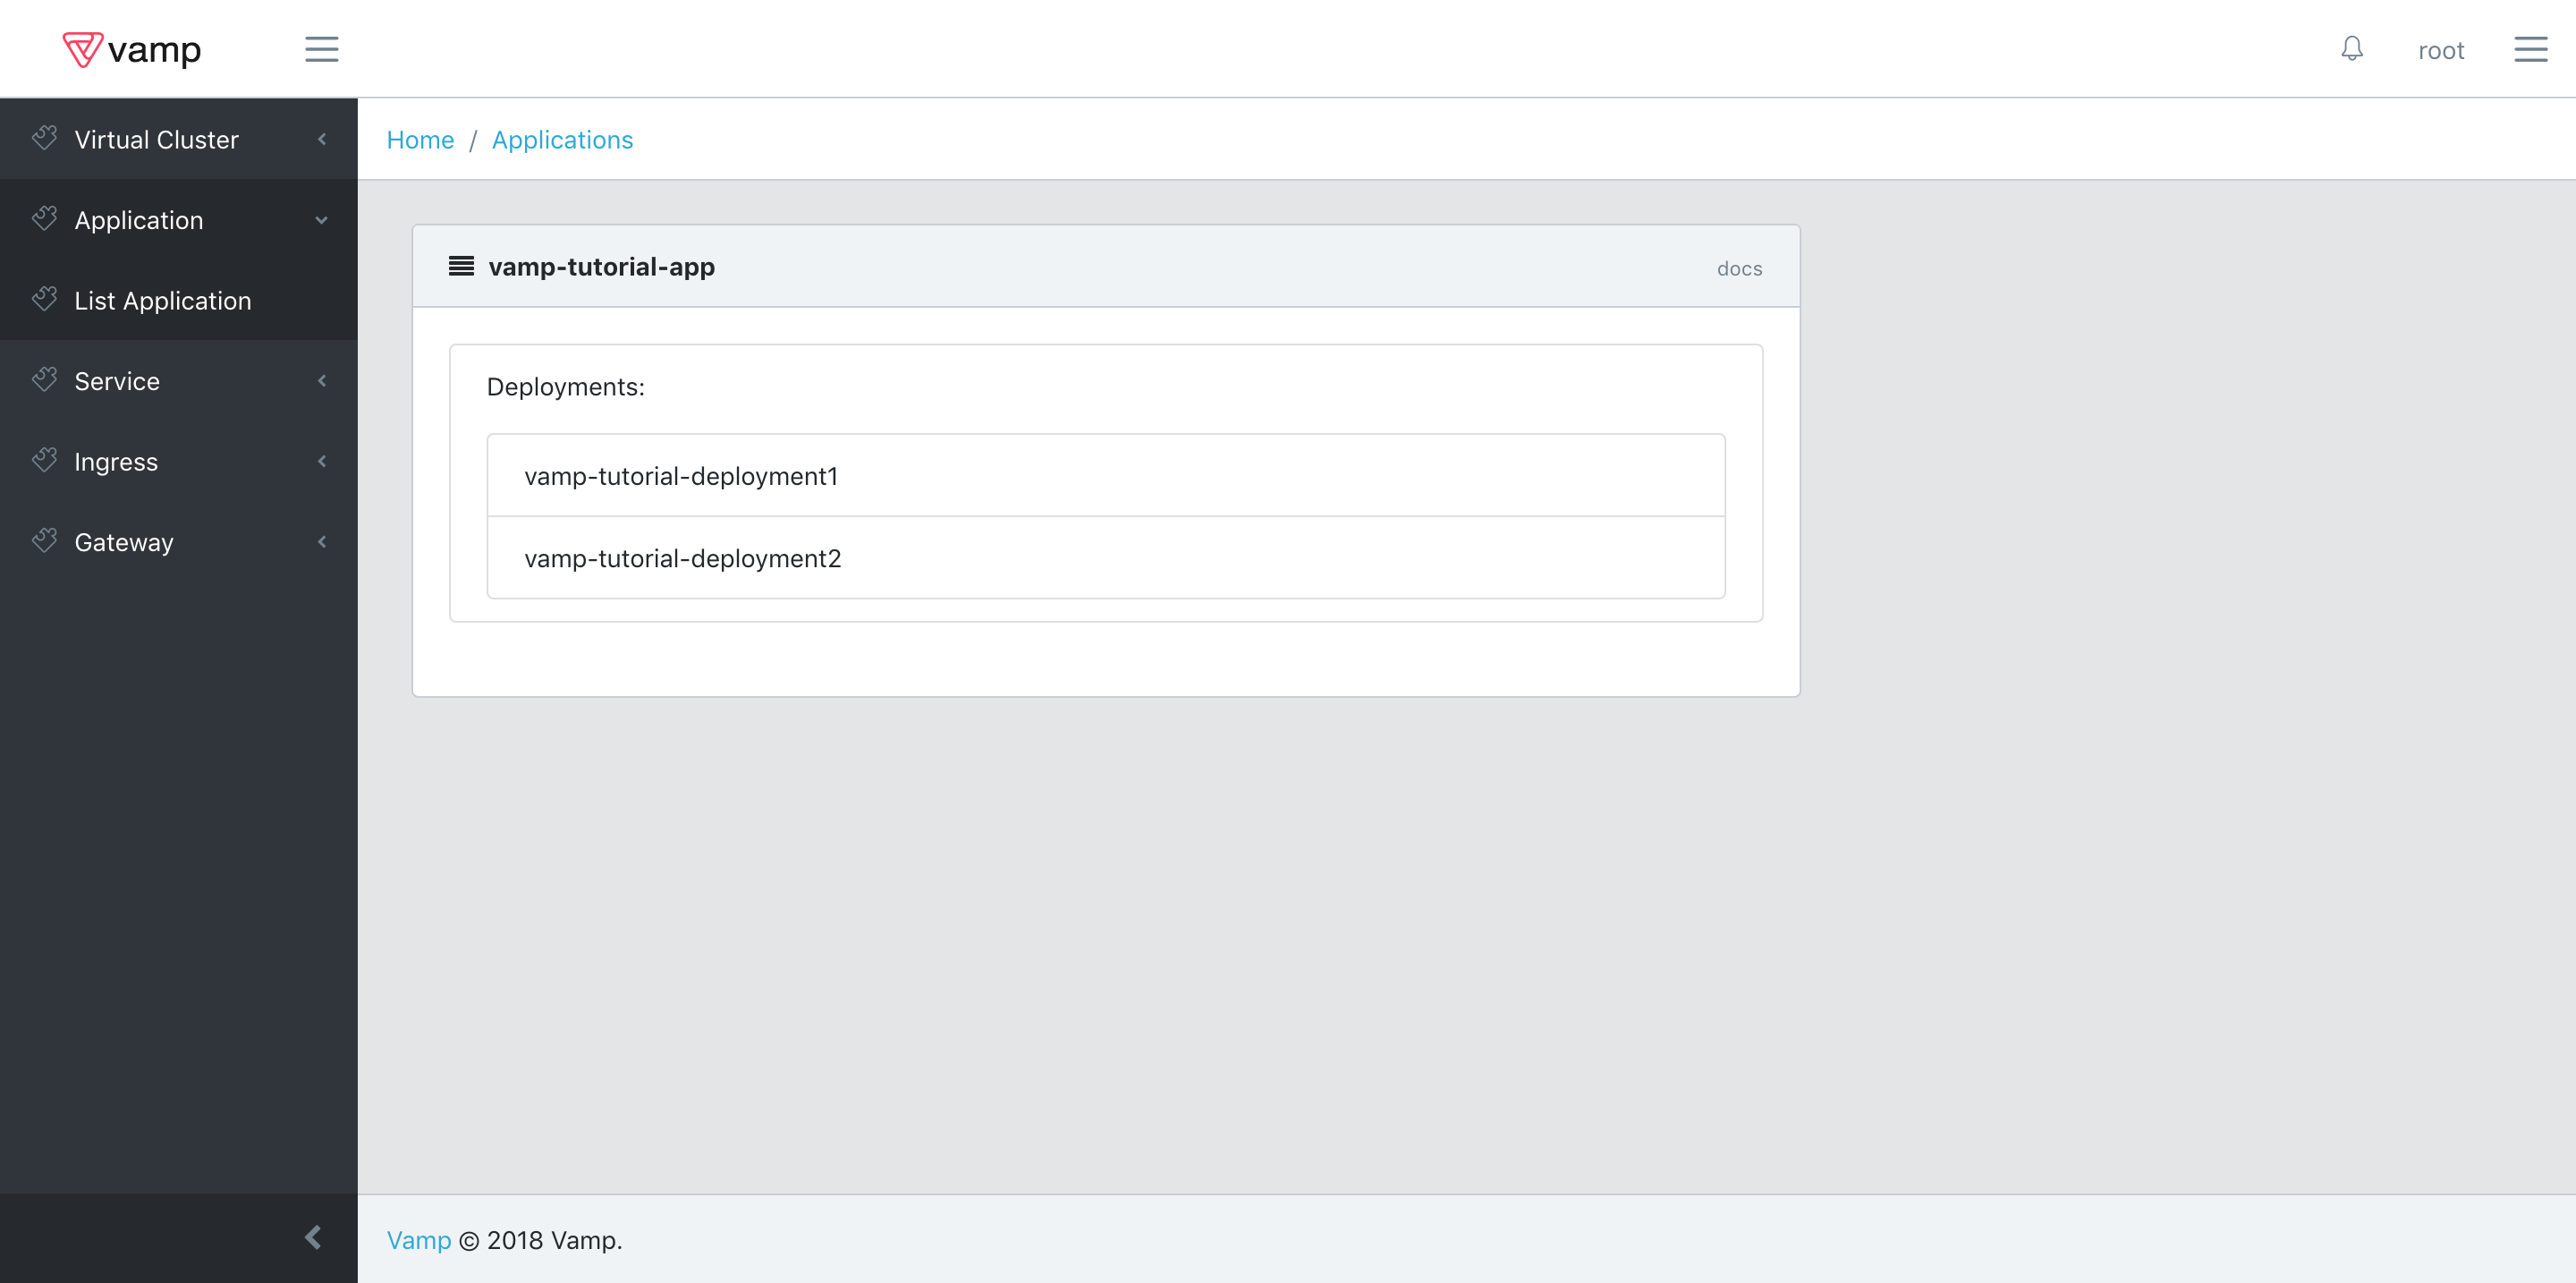 vamp
root
Virtual Cluster
Application
List Application
Service
Ingress
Gateway
Home / Applications
vamp-tutorial-app
docs
Deployments:
vamp-tutorial-deployment1
vamp-tutorial-deployment2
Vamp © 2018 Vamp.